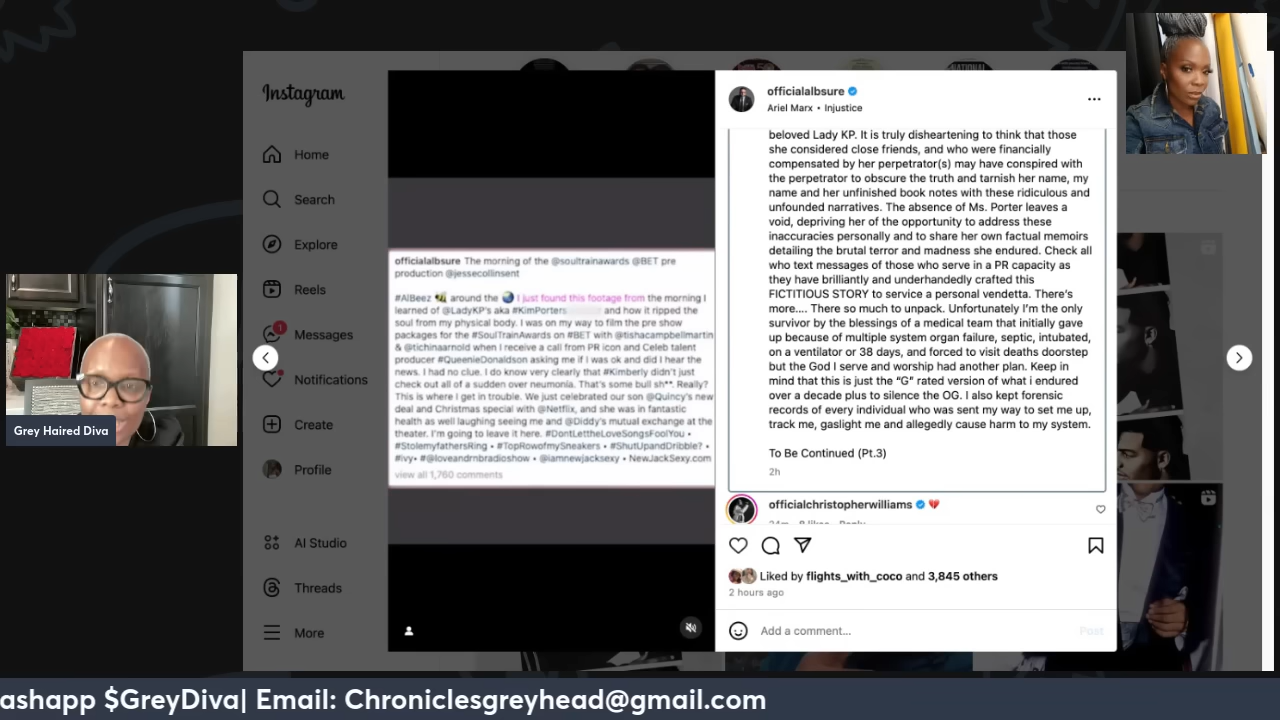 Instagram
Home
Search
Explore
Reels
1
Messages
Notifications
Create
Profile
AI Studio
Threads
More
Grey Haired Diva
officialalbsure The morning of the @soultrainawards @BET pre
production @jessecollinsent
#AlBeez around the I just found this footage from the morning I
learned of @LadyKP's aka #KimPorters and how it ripped the
soul from my physical body. I was on my way to film the pre show
packages for the #SoulTrainAwards on #BET with @tishacampbellmartin
& @tichinaarnold when I receive a call from PR icon and Celeb talent
producer #QueenieDonaldson asking me if I was ok and did I hear the
news. I had no clue. I do know very clearly that #Kimberly didn't just
check out all of a sudden over neumonia. That's some bull sh**. Really?
This is where I get in trouble. We just celebrated our son @Quincy's new
deal and Christmas special with @Netflix, and she was in fantastic
health as well laughing seeing me and @Diddy's mutual exchange at the
theater. I'm going to leave it here. #DontLettheLoveSongsFoolYou •
#StolemyfathersRing • #TopRowofmySneakers • #ShutUpandDribble? •
#ivy• #@loveandrnbradioshow • @iamnewjacksexy • NewJackSexy.com
view all 1,760 comments
officialalbsure
Ariel Marx • Injustice
beloved Lady KP. It is truly disheartening to think that those
she considered close friends, and who were financially
compensated by her perpetrator(s) may have conspired with
the perpetrator to obscure the truth and tarnish her name, my
name and her unfinished book notes with these ridiculous and
unfounded narratives. The absence of Ms. Porter leaves a
void, depriving her of the opportunity to address these
inaccuracies personally and to share her own factual memoirs
detailing the brutal terror and madness she endured. Check all
who text messages of those who serve in a PR capacity as
they have brilliantly and underhandedly crafted this
FICTITIOUS STORY to service a personal vendetta. There's
more.... There so much to unpack. Unfortunately I'm the only
survivor by the blessings of a medical team that initially gave
up because of multiple system organ failure, septic, intubated,
on a ventilator or 38 days, and forced to visit deaths doorstep
but the God I serve and worship had another plan. Keep in
mind that this is just the "G" rated version of what i endured
over a decade plus to silence the OG. I also kept forensic
records of every individual who was sent my way to set me up,
track me, gaslight me and allegedly cause harm to my system.
To Be Continued (Pt.3)
2h
officialchristopherwilliams
Liked by flights_with_coco and 3,845 others
2 hours ago
Add a comment...
Post
ashapp $GreyDiva| Email: Chroniclesgreyhead@gmail.com